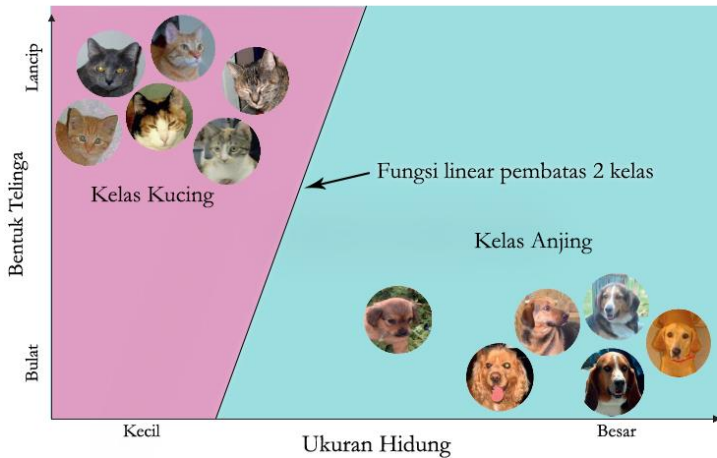 Lancip
Bentuk Telinga
Bulat
Kelas Kucing
Fungsi linear pembatas 2 kelas
Kelas Anjing
Kecil
Ukuran Hidung
Besar